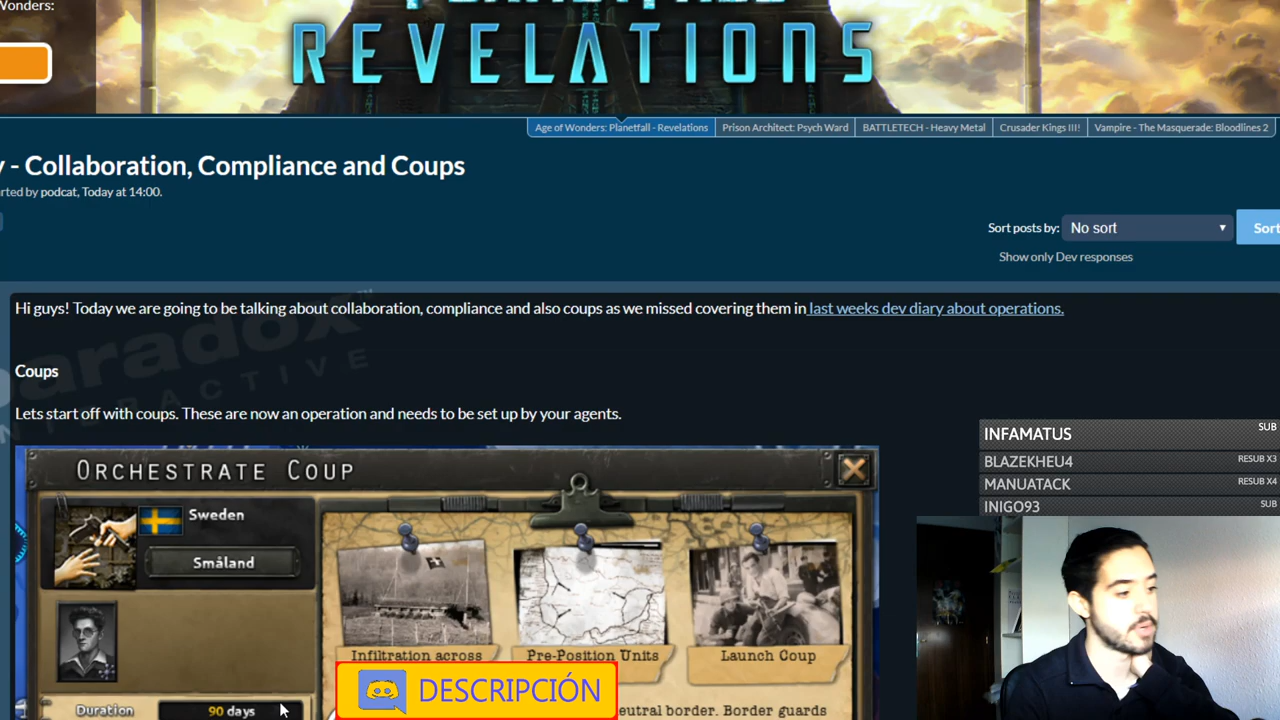 Wonders:
REVELATIONS
Age of Wonders: Planetfall - Revelations
Prison Architect: Psych Ward
BATTLETECH - Heavy Metal
Crusader Kings III!
Vampire - The Masquerade: Bloodlines 2
y - Collaboration, Compliance and Coups
rted by podcat, Today at 14:00.
Sort posts by: No sort Sort
Show only Dev responses
Hi guys! Today we are going to be talking about collaboration, compliance and also coups as we missed covering them in last weeks dev diary about operations.
paradox
INTERACTIVE
Coups
Lets start off with coups. These are now an operation and needs to be set up by your agents.
ORCHESTRATE COUP
Sweden
Småland
Infiltration across
Pre-Position Units
Launch Coup
Duration 90 days
eutral border. Border guards
DESCRIPCIÓN
INFAMATUS SUB
BLAZEKHEU4 RESUB X3
MANUATACK RESUB X4
INIGO93 SUB